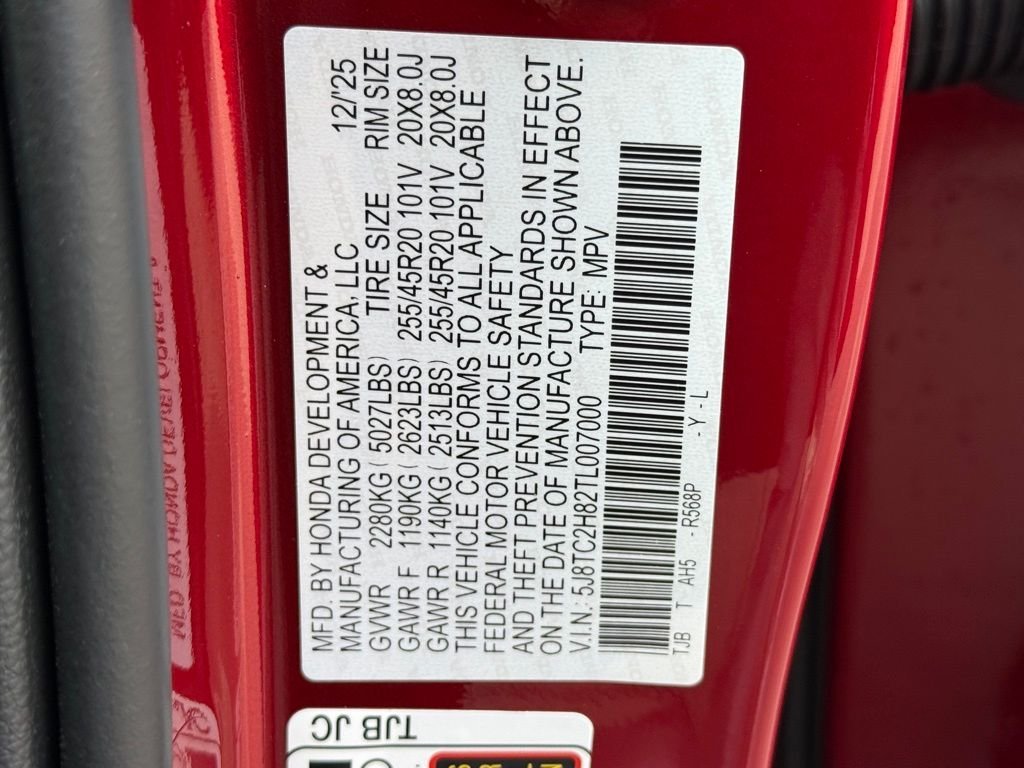 MFD. BY HONDA DEVELOPMENT &
MANUFACTURING OF AMERICA, LLC 12/'25
GVWR 2280KG ( 5027LBS) TIRE SIZE RIM SIZE
GAWR F 1190KG ( 2623LBS) 255/45R20 101V 20X8.0J
GAWR R 1140KG ( 2513LBS) 255/45R20 101V 20X8.0J
THIS VEHICLE CONFORMS TO ALL APPLICABLE
FEDERAL MOTOR VEHICLE SAFETY
AND THEFT PREVENTION STANDARDS IN EFFECT
ON THE DATE OF MANUFACTURE SHOWN ABOVE.
V.I.N.: 5J8TC2H82TL007000 TYPE: MPV
TJB T AH5 -R568P -Y-L
TJB JC